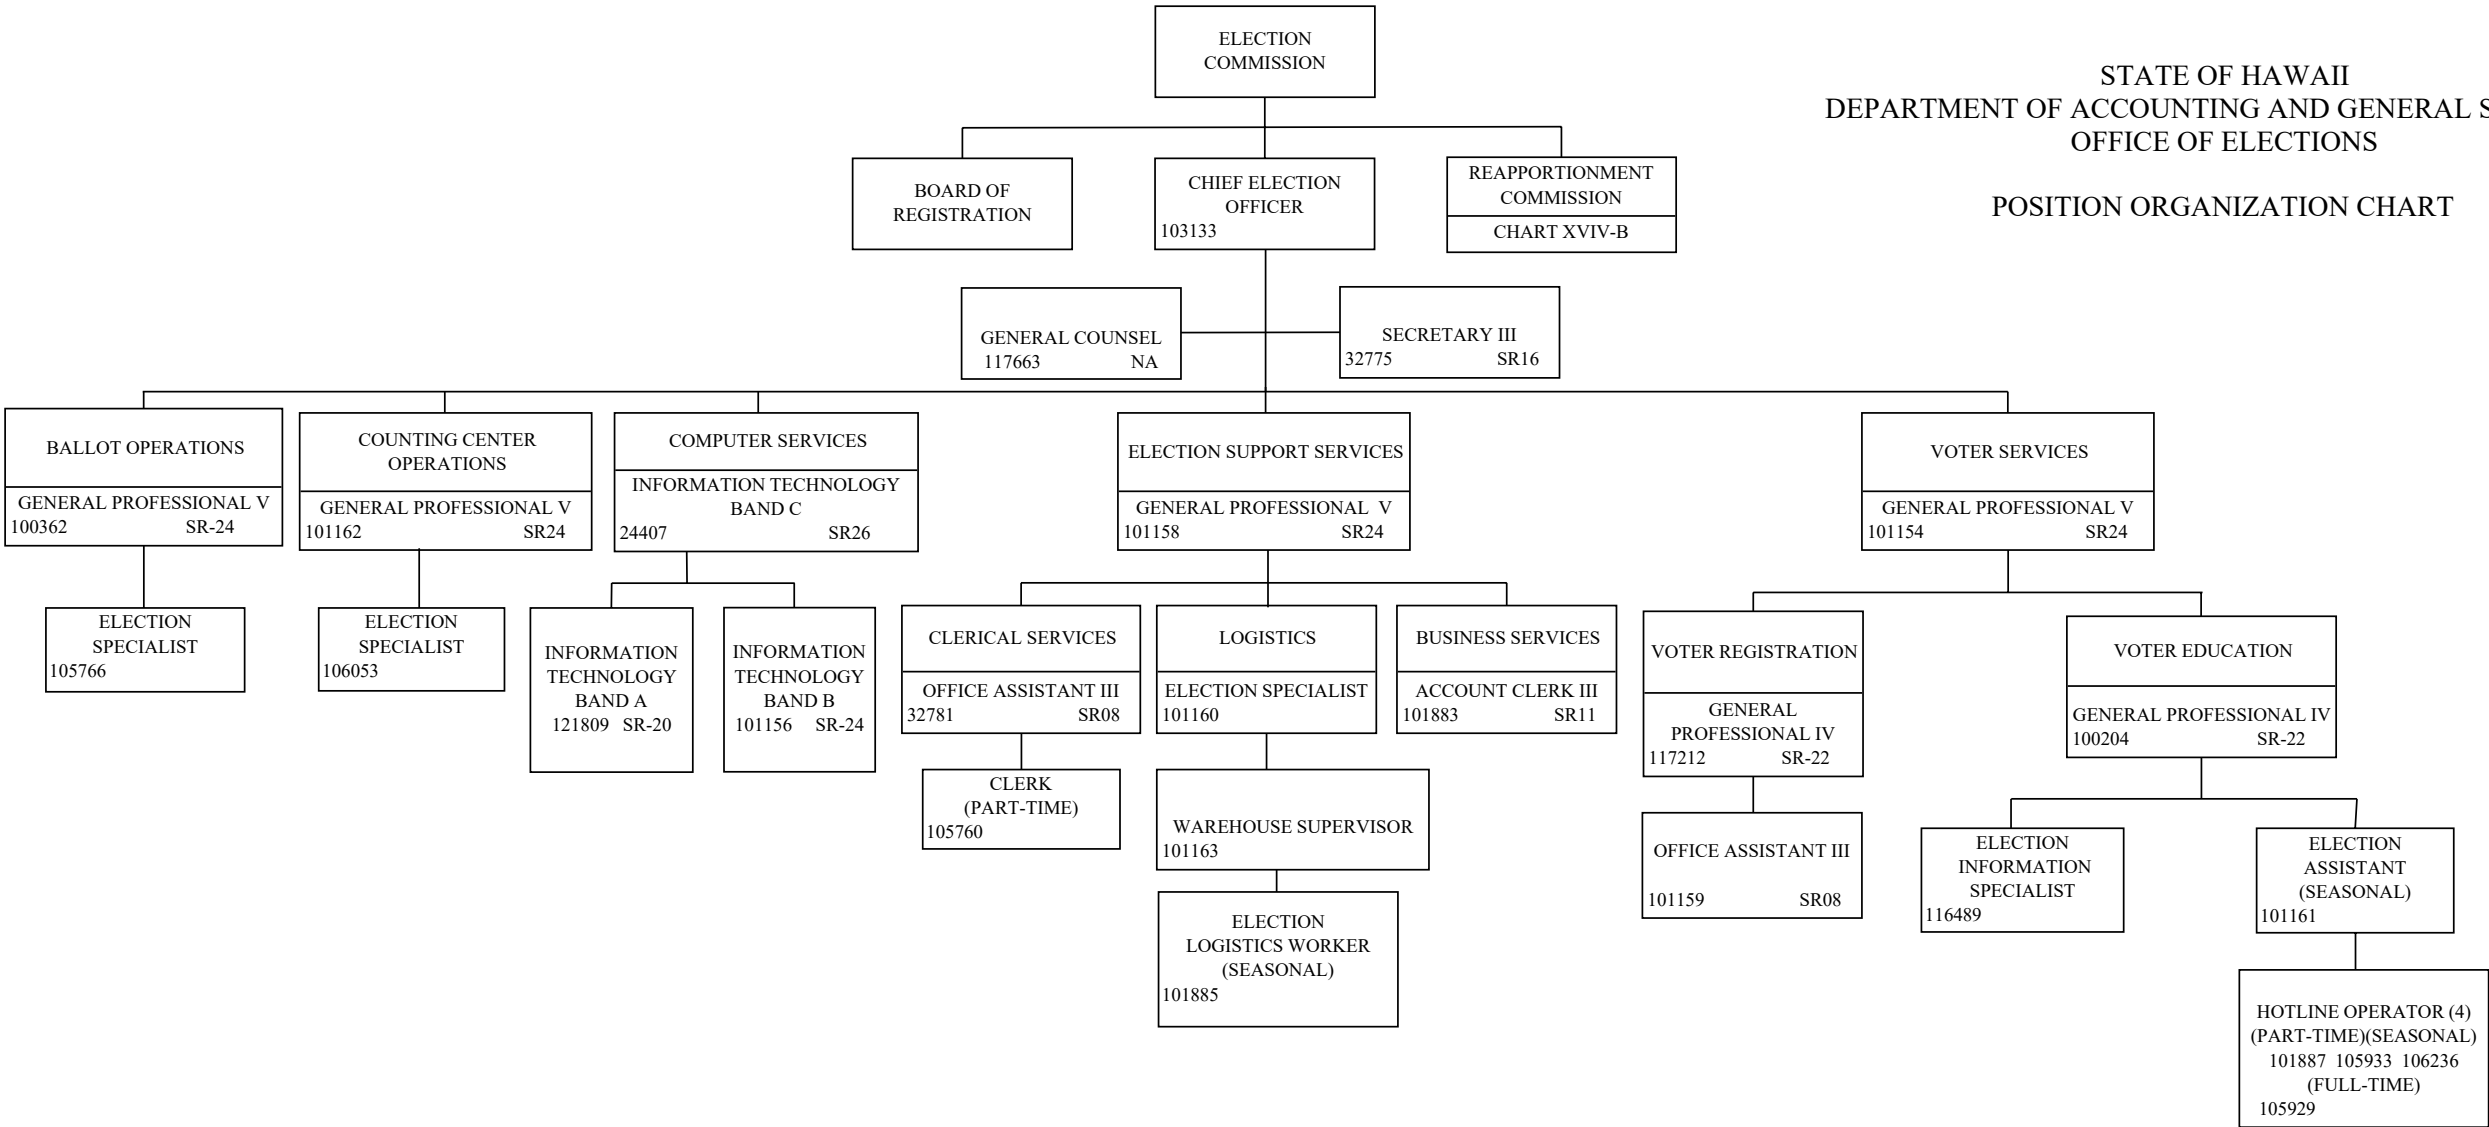 ELECTION
COMMISSION
STATE OF HAWAII
DEPARTMENT OF ACCOUNTING AND GENERAL S
OFFICE OF ELECTIONS
POSITION ORGANIZATION CHART
BOARD OF
REGISTRATION
CHIEF ELECTION
OFFICER
103133
REAPPORTIONMENT
COMMISSION
CHART XVIV-B
GENERAL COUNSEL
117663 NA
SECRETARY III
32775 SR16
BALLOT OPERATIONS
GENERAL PROFESSIONAL V
100362 SR-24
COUNTING CENTER
OPERATIONS
GENERAL PROFESSIONAL V
101162 SR24
COMPUTER SERVICES
INFORMATION TECHNOLOGY
BAND C
24407 SR26
ELECTION SUPPORT SERVICES
GENERAL PROFESSIONAL V
101158 SR24
VOTER SERVICES
GENERAL PROFESSIONAL V
101154 SR24
ELECTION
SPECIALIST
105766
ELECTION
SPECIALIST
106053
INFORMATION
TECHNOLOGY
BAND A
121809 SR-20
INFORMATION
TECHNOLOGY
BAND B
101156 SR-24
CLERICAL SERVICES
OFFICE ASSISTANT III
32781 SR08
LOGISTICS
ELECTION SPECIALIST
101160
BUSINESS SERVICES
ACCOUNT CLERK III
101883 SR11
VOTER REGISTRATION
GENERAL
PROFESSIONAL IV
117212 SR-22
VOTER EDUCATION
GENERAL PROFESSIONAL IV
100204 SR-22
CLERK
(PART-TIME)
105760
WAREHOUSE SUPERVISOR
101163
OFFICE ASSISTANT III
101159 SR08
ELECTION
INFORMATION
SPECIALIST
116489
ELECTION
ASSISTANT
(SEASONAL)
101161
ELECTION
LOGISTICS WORKER
(SEASONAL)
101885
HOTLINE OPERATOR (4)
(PART-TIME)(SEASONAL)
101887 105933 106236
(FULL-TIME)
105929